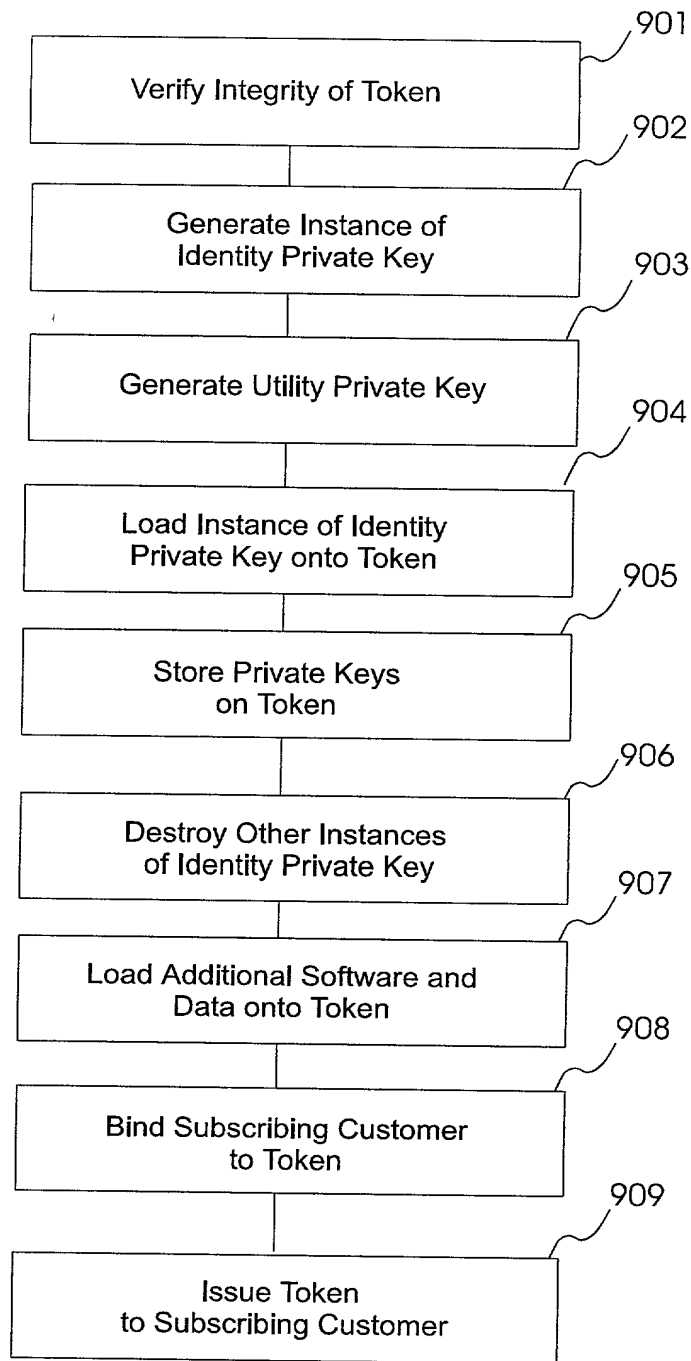 901
Verify Integrity of Token
902
Generate Instance of
Identity Private Key
903
Generate Utility Private Key
904
Load Instance of Identity
Private Key onto Token
905
Store Private Keys
on Token
906
Destroy Other Instances
of Identity Private Key
907
Load Additional Software and
Data onto Token
908
Bind Subscribing Customer
to Token
909
Issue Token
to Subscribing Customer